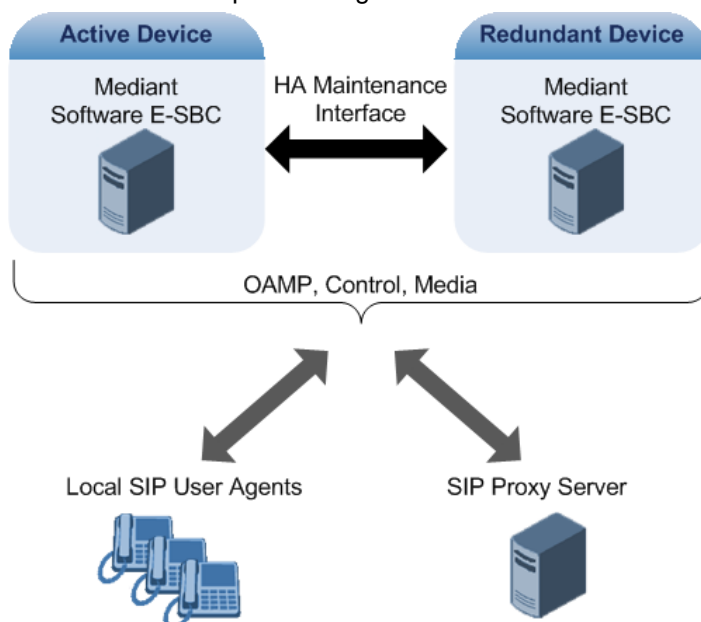 Active Device
Redundant Device
Mediant
Software E-SBC
HA Maintenance
Interface
Mediant
Software E-SBC
OAMP, Control, Media
Local SIP User Agents
SIP Proxy Server